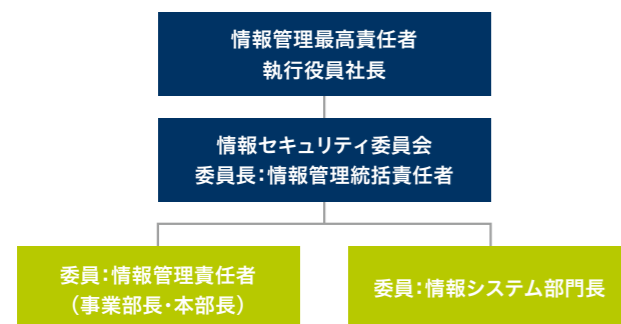 情報管理最高責任者
執行役員社長
情報セキュリティ委員会
委員長：情報管理統括責任者
委員：情報管理責任者
（事業部長・本部長）
委員：情報システム部門長